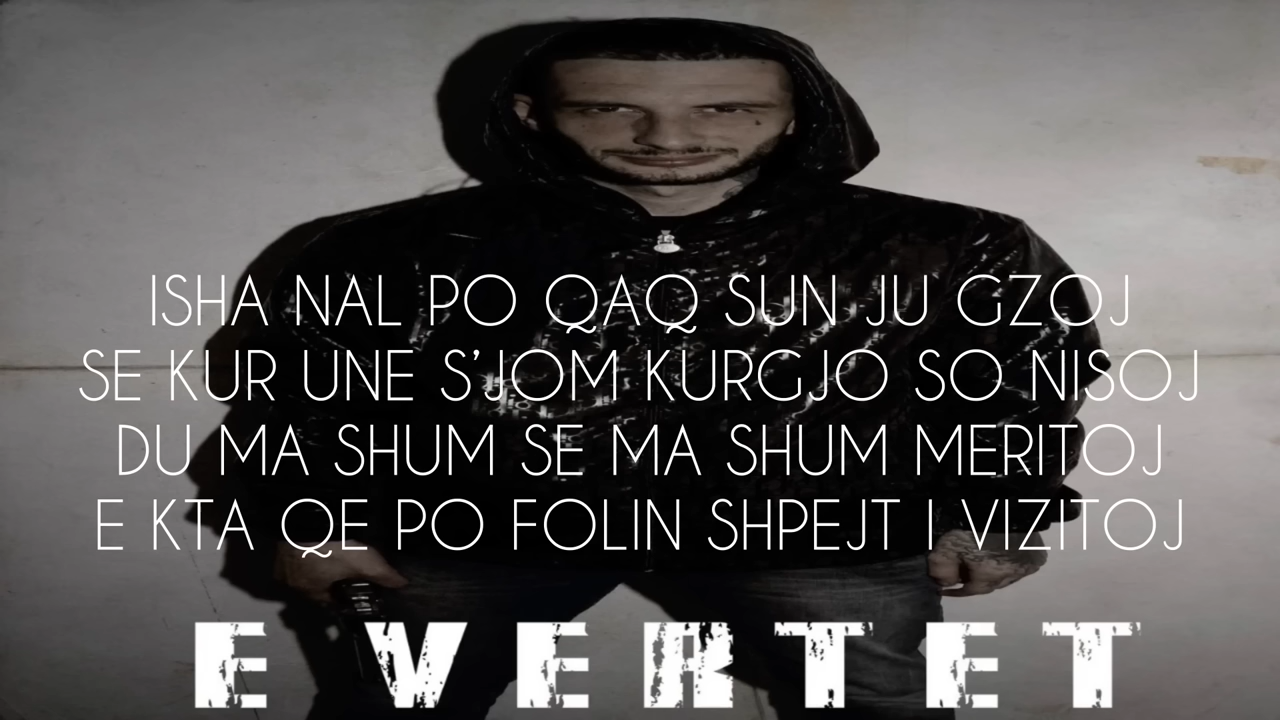 ISHA NAL PO QAQ SUN JU GZOJ
SE KUR UNE S'JOM KURGJO SO NISOJ
DU MA SHUM SE MA SHUM MERITOJ
E KTA QE PO FOLIN SHPEJT I VIZITOJ
E VERTET